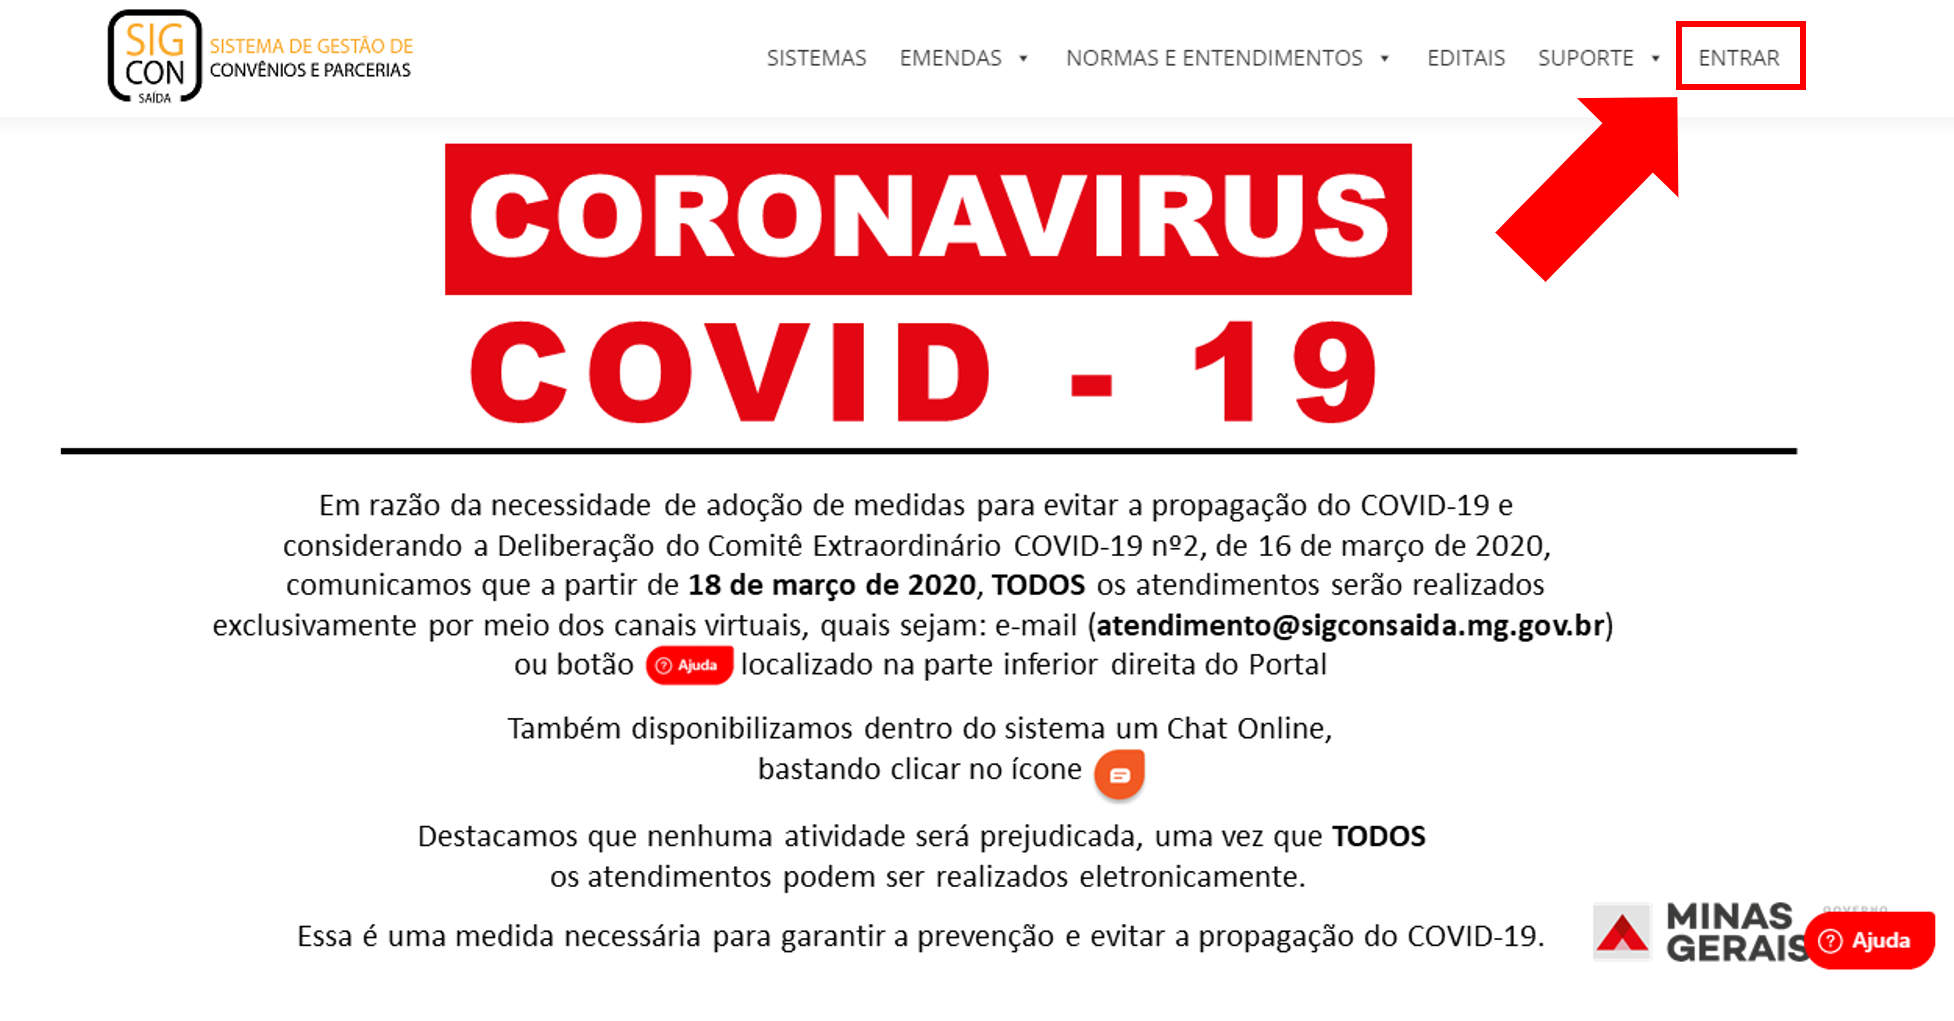 SIG
CON
SAÍDA
SISTEMA DE GESTÃO DE
CONVÊNIOS E PARCERIAS
SISTEMAS EMENDAS NORMAS E ENTENDIMENTOS EDITAIS SUPORTE ENTRAR
CORONAVIRUS
COVID - 19
Em razão da necessidade de adoção de medidas para evitar a propagação do COVID-19 e
considerando a Deliberação do Comitê Extraordinário COVID-19 nº2, de 16 de março de 2020,
comunicamos que a partir de 18 de março de 2020, TODOS os atendimentos serão realizados
exclusivamente por meio dos canais virtuais, quais sejam: e-mail (atendimento@sigconsaida.mg.gov.br)
ou botão ? Ajuda localizado na parte inferior direita do Portal
Também disponibilizamos dentro do sistema um Chat Online,
bastando clicar no ícone
Destacamos que nenhuma atividade será prejudicada, uma vez que TODOS
os atendimentos podem ser realizados eletronicamente.
Essa é uma medida necessária para garantir a prevenção e evitar a propagação do COVID-19.
MINAS
GERAIS
? Ajuda